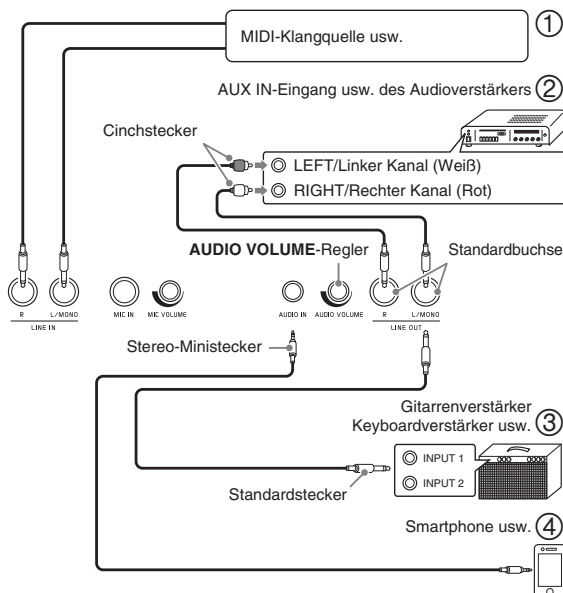 MIDI-Klangquelle usw.
①
AUX IN-Eingang usw. des Audioverstärkers ②
Cinchstecker
LEFT/Linker Kanal (Weiß)
RIGHT/Rechter Kanal (Rot)
AUDIO VOLUME-Regler
Standardbuchse
R
L/MONO
LINE IN
MIC IN
MIC VOLUME
AUDIO IN
AUDIO VOLUME
R
L/MONO
LINE OUT
Stereo-Ministecker
Gitarrenverstärker
Keyboardverstärker usw. ③
INPUT 1
INPUT 2
Standardstecker
Smartphone usw. ④